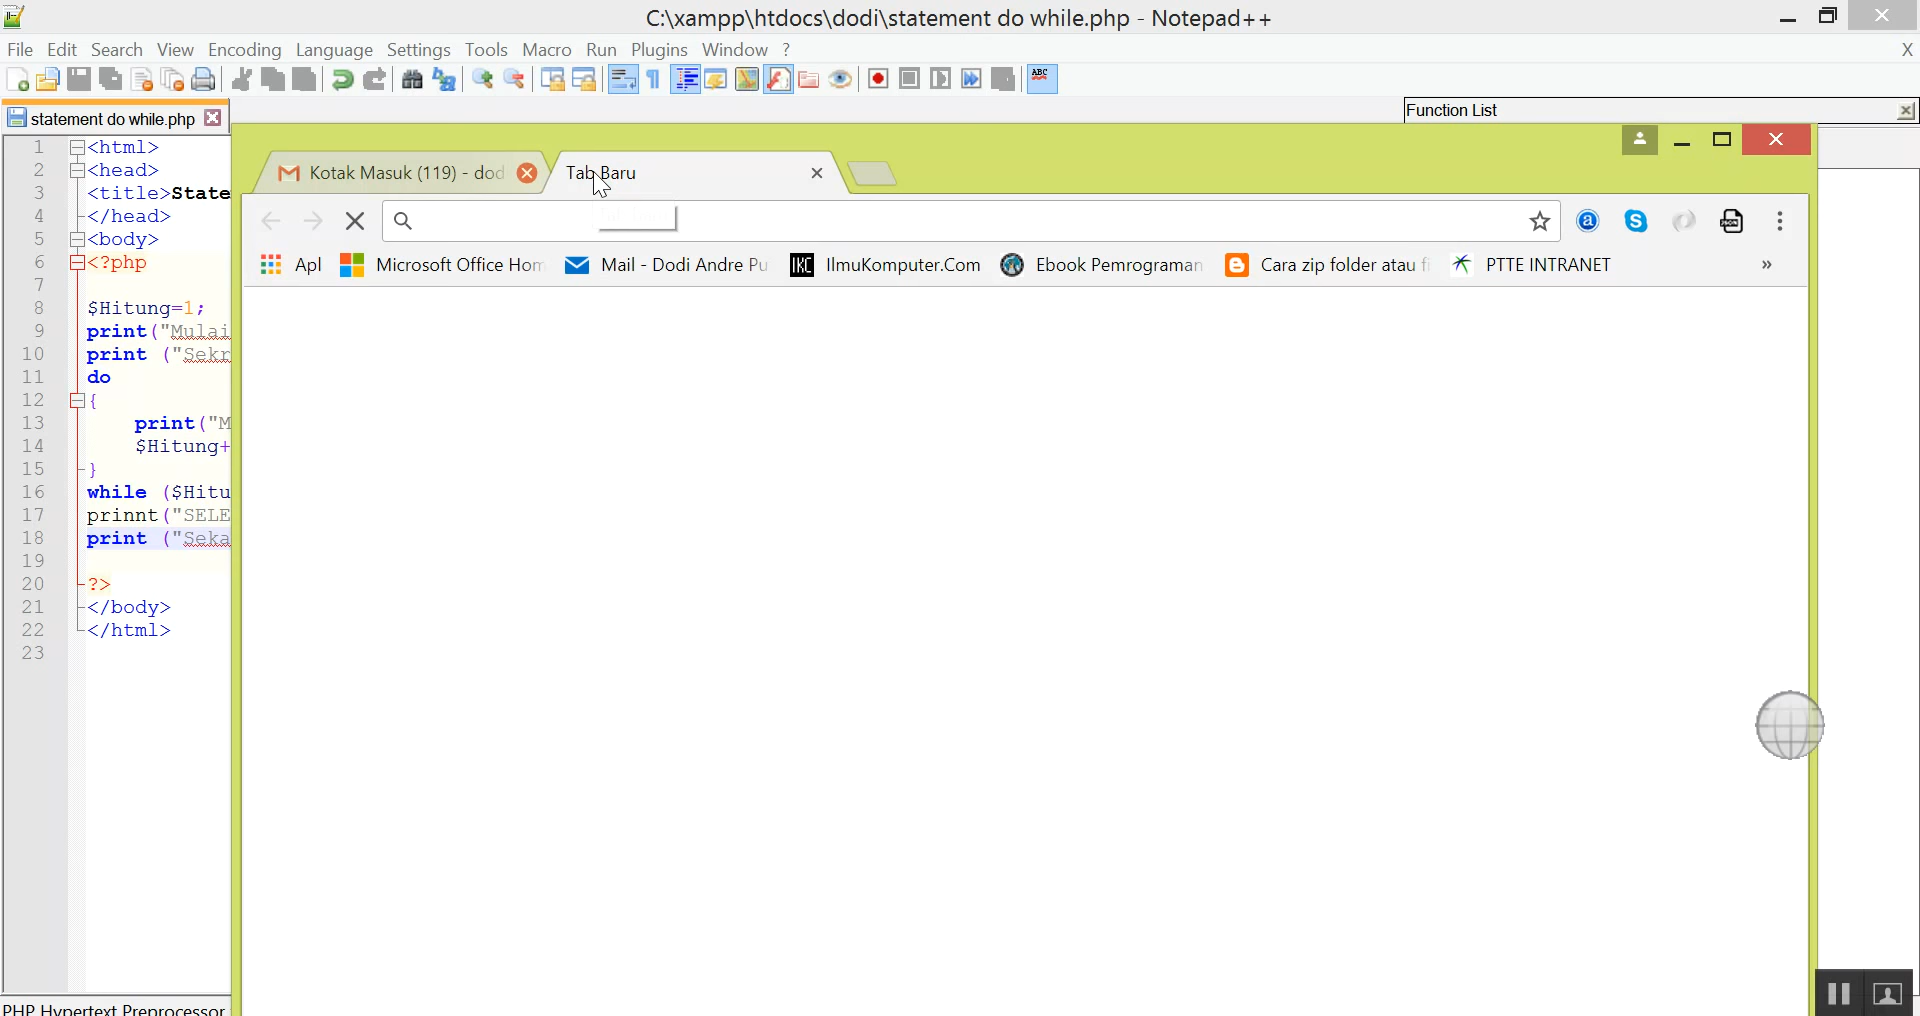 C:\xampp\htdocs\dodi\statement do while.php - Notepad++
File Edit Search View Encoding Language Settings Tools Macro Run Plugins Window ?
X
ABC
statement do while.php
Function List
Kotak Masuk (119) - dod
Tab Baru
Apl
Microsoft Office Hom
Mail - Dodi Andre Pu
IKC IlmuKomputer.Com
Ebook Pemrograman
Cara zip folder atau fi
PTTE INTRANET
»
1 <html>
2 <head>
3 <title>State
4 </head>
5 <body>
6 <?php
7
8 $Hitung=1;
9 print("Mulai
10 print ("Sekr
11 do
12 {
13 print("M
14 $Hitung+
15 }
16 while ($Hitu
17 prinnt("SELE
18 print ("Seka
19
20 ?>
21 </body>
22 </html>
23
PHP Hypertext Preprocessor